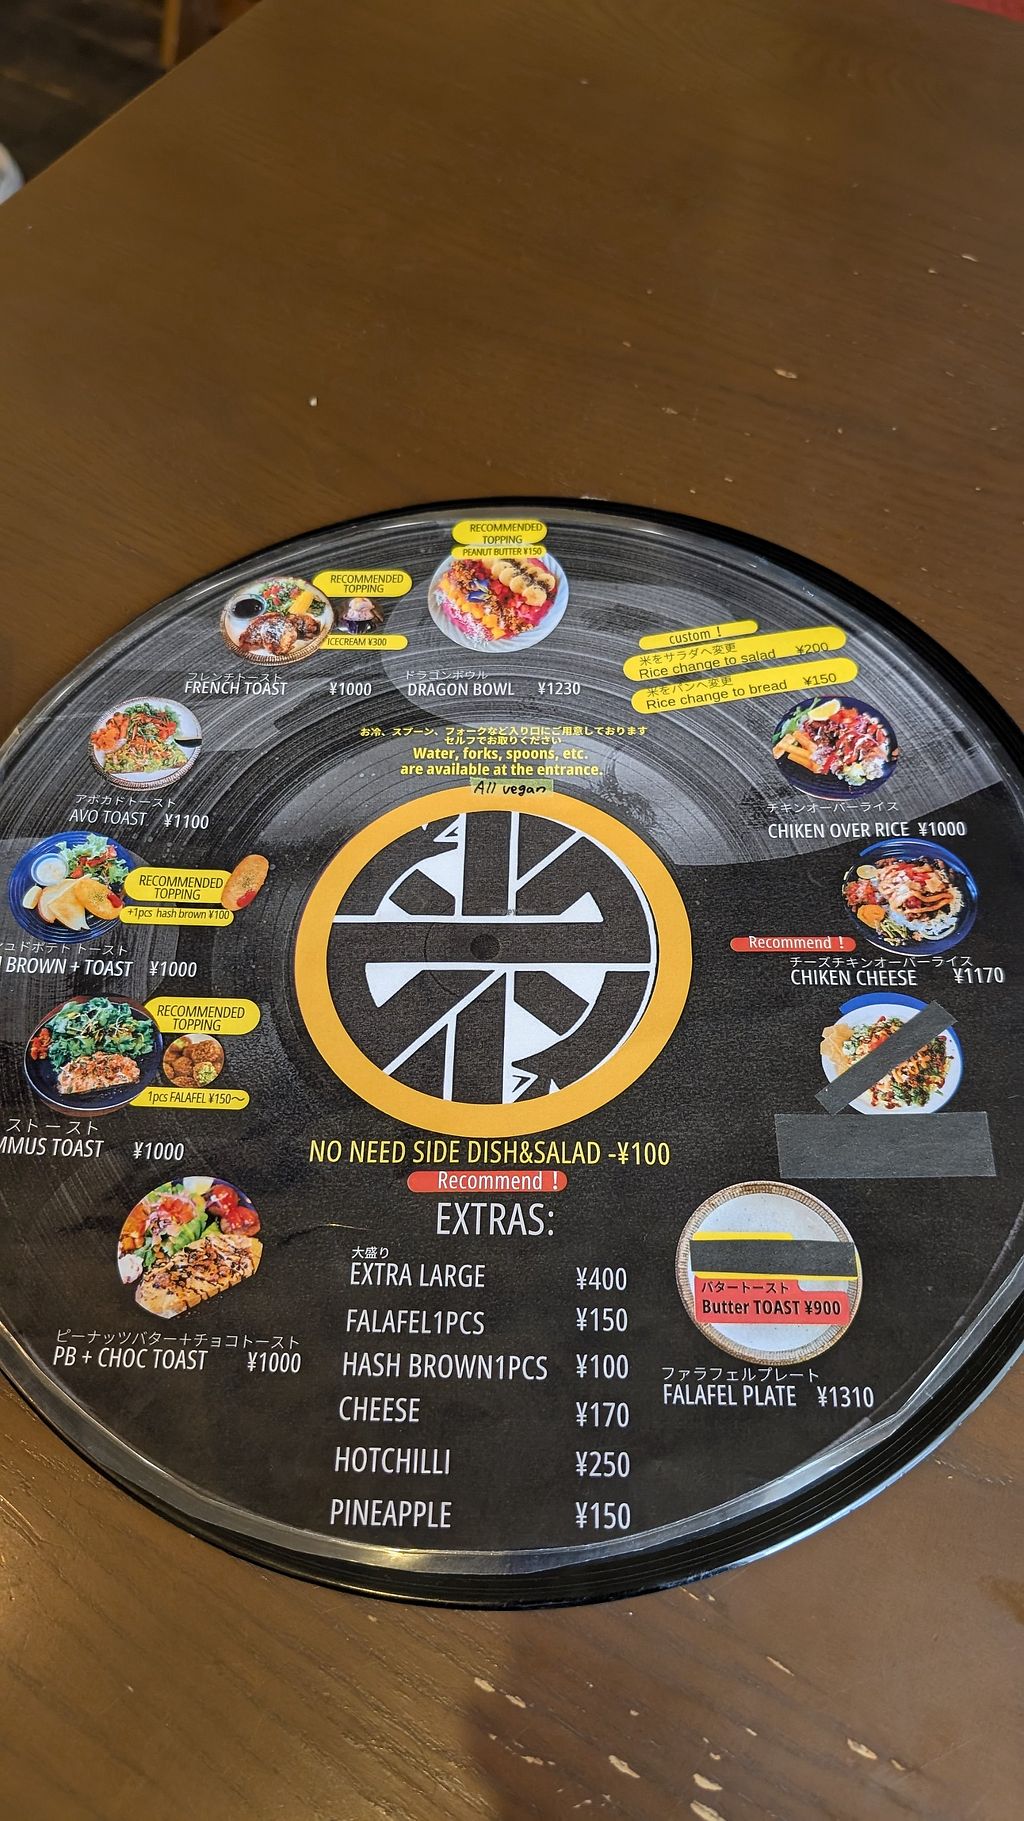 RECOMMENDED
TOPPING
PEANUT BUTTER ¥150
RECOMMENDED
TOPPING
ICECREAM ¥300
フレンチトースト
FRENCH TOAST ¥1000
ドラゴンボウル
DRAGON BOWL ¥1230
custom !
米をサラダへ変更
Rice change to salad ¥200
米をパンへ変更
Rice change to bread ¥150
お冷、スプーン、フォークなど入り口にご用意しております
セルフでお取りください
Water, forks, spoons, etc.
are available at the entrance.
All vegan
アボカドトースト
AVO TOAST ¥1100
チキンオーバーライス
CHIKEN OVER RICE ¥1000
RECOMMENDED
TOPPING
+1pcs hash brown ¥100
シュドポテトトースト
BROWN + TOAST ¥1000
Recommend !
チーズチキンオーバーライス
CHIKEN CHEESE ¥1170
RECOMMENDED
TOPPING
1pcs FALAFEL ¥150〜
ストースト
MMUS TOAST ¥1000
NO NEED SIDE DISH&SALAD -¥100
Recommend !
EXTRAS:
大盛り
EXTRA LARGE ¥400
FALAFEL1PCS ¥150
HASH BROWN1PCS ¥100
CHEESE ¥170
HOTCHILLI ¥250
PINEAPPLE ¥150
ピーナッツバター+チョコトースト
PB + CHOC TOAST ¥1000
バタートースト
Butter TOAST ¥900
ファラフェルプレート
FALAFEL PLATE ¥1310